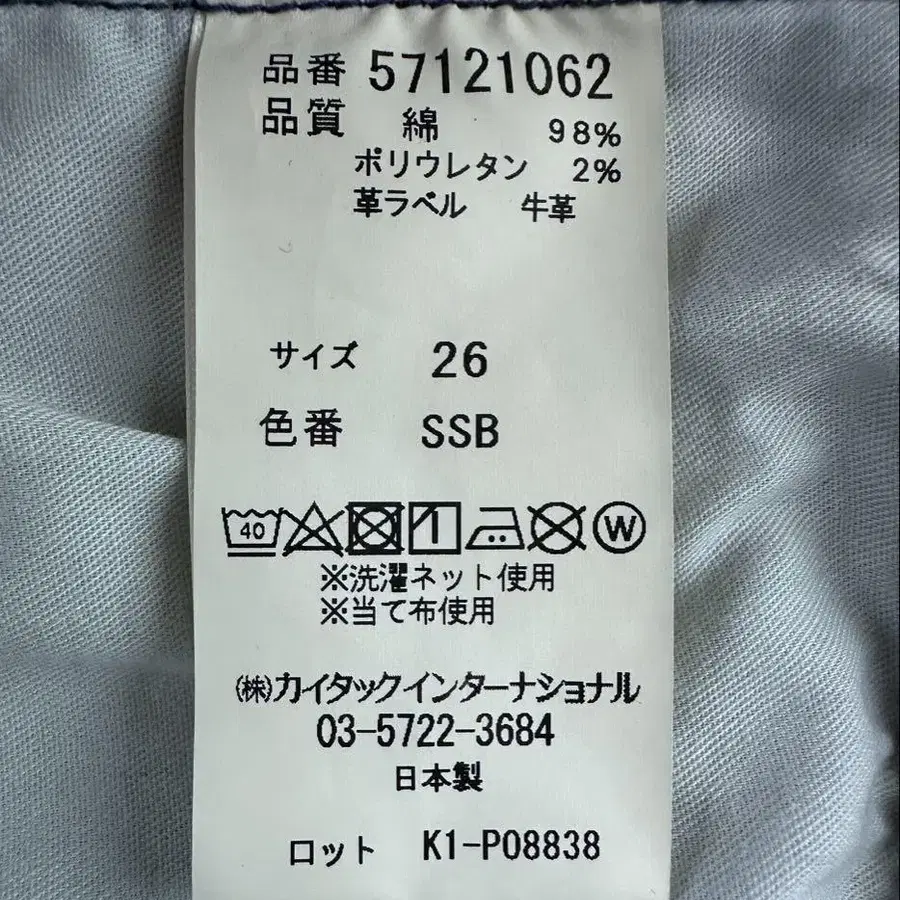 品番 57121062
品質 綿 98%
ポリウレタン 2%
革ラベル 牛革
サイズ 26
色番 SSB
40 W
※洗濯ネット使用
※当て布使用
㈱カイタックインターナショナル
03-5722-3684
日本製
ロット K1-P08838